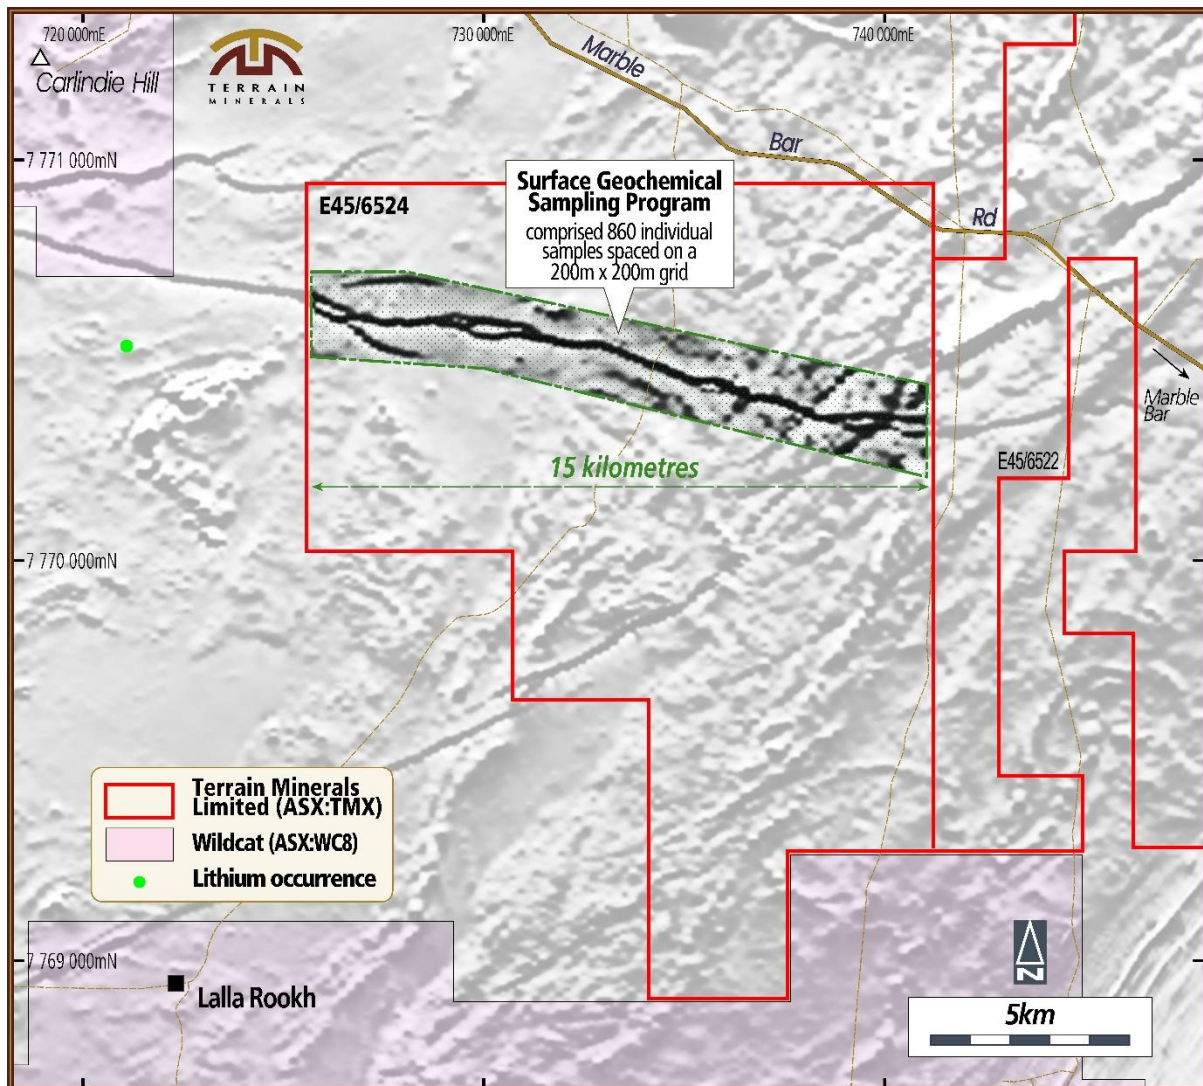 720 000mE
730 000mE
740 000mE
Carlindie Hill
TERRAIN
MINERALS
Marble
Bar
Rd
7 771 000mN
E45/6524
Surface Geochemical
Sampling Program
comprised 860 individual
samples spaced on a
200m x 200m grid
Marble
Bar
15 kilometres
E45/6522
7 770 000mN
Terrain Minerals
Limited (ASX:TMX)
Wildcat (ASX:WC8)
Lithium occurrence
7 769 000mN
Lalla Rookh
N
5km